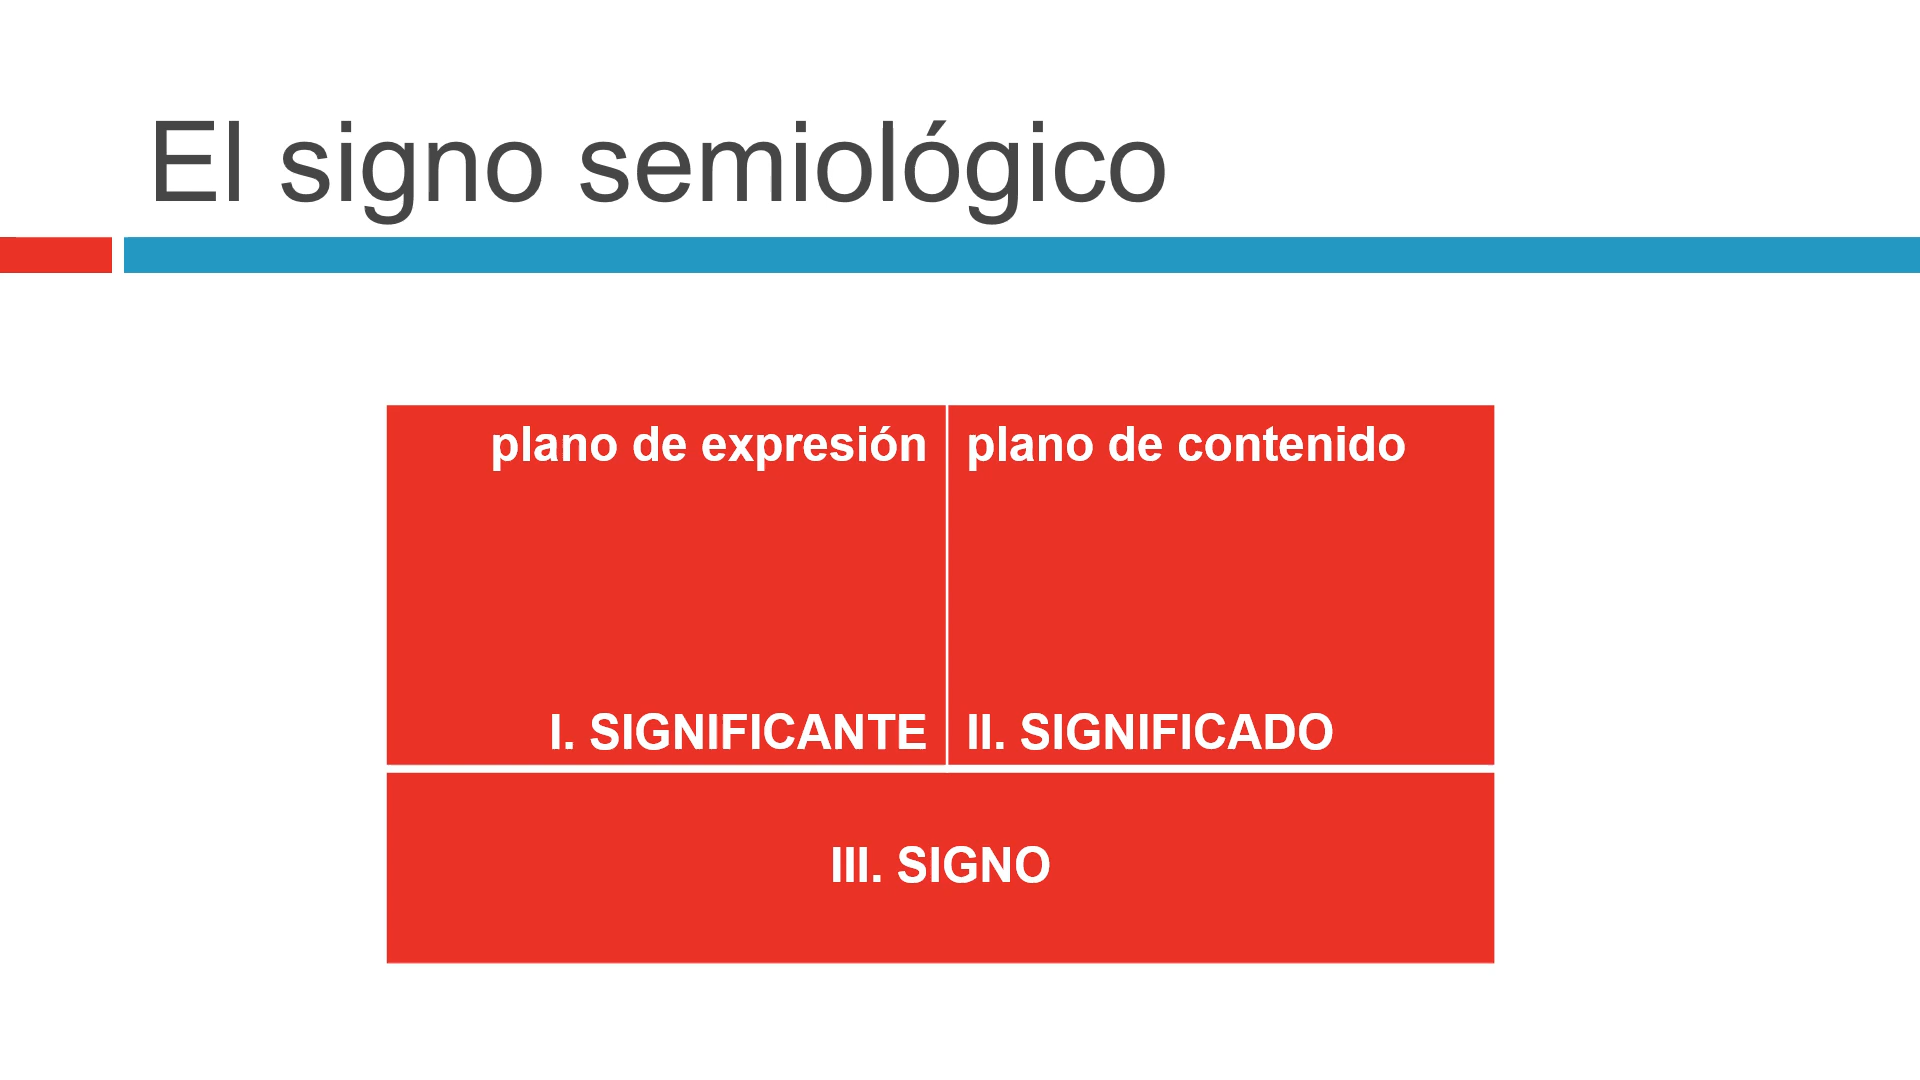 El signo semiológico
plano de expresión
plano de contenido
I. SIGNIFICANTE
II. SIGNIFICADO
III. SIGNO